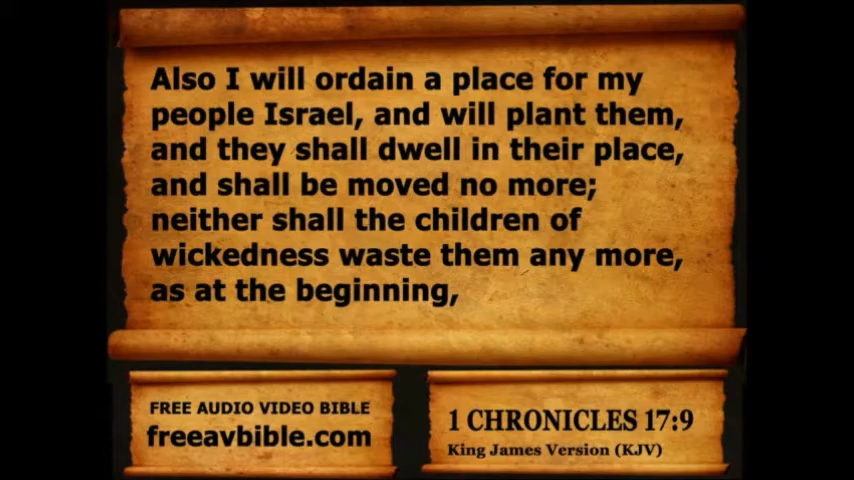 Also I will ordain a place for my
people Israel, and will plant them,
and they shall dwell in their place,
and shall be moved no more;
neither shall the children of
wickedness waste them any more,
as at the beginning,
FREE AUDIO VIDEO BIBLE
freeavbible.com
1 CHRONICLES 17:9
King James Version (KJV)